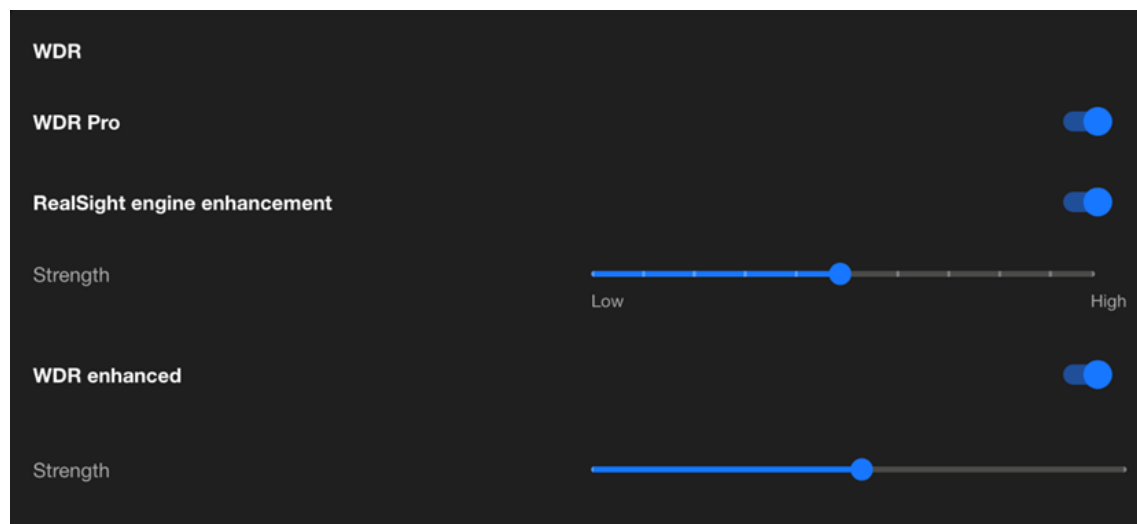 WDR
WDR Pro
RealSight engine enhancement
Strength
Low High
WDR enhanced
Strength